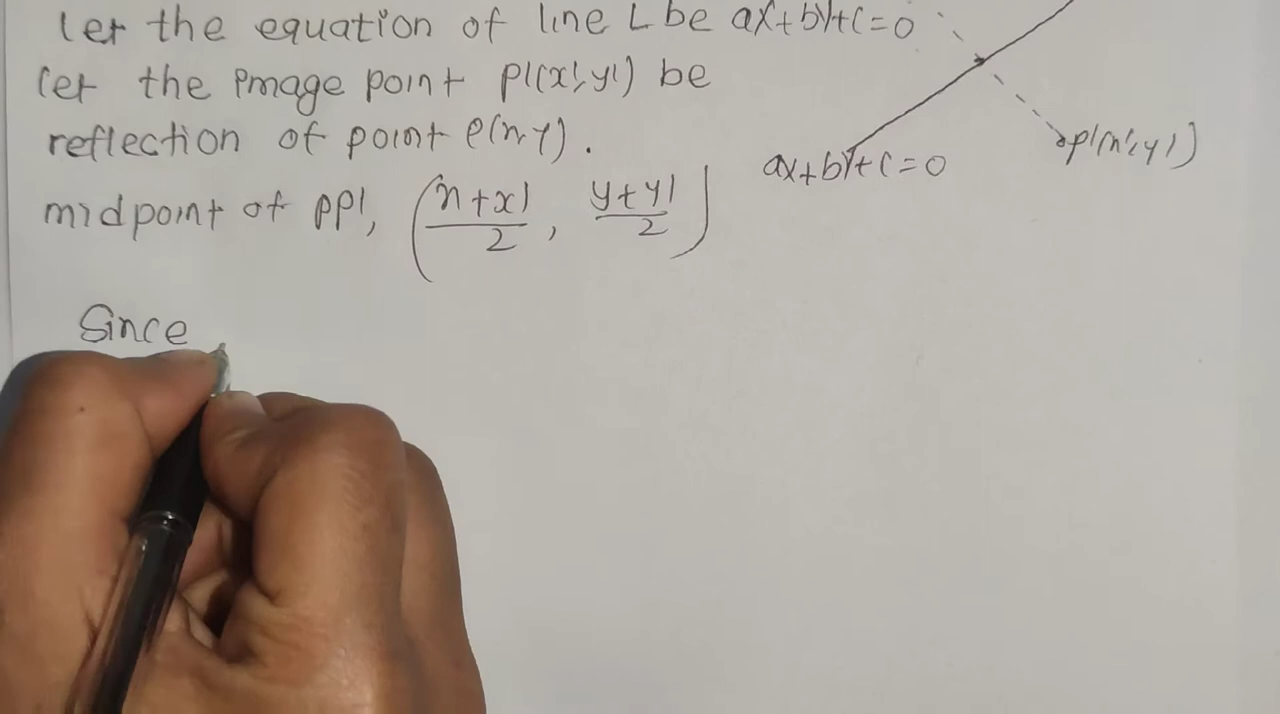 let the equation of line L be ax+by+c=0
let the image point p'(x',y') be
reflection of point P(x,y).
midpoint of pp', (x+x'/2, y+y'/2)
Since
ax+by+c=0
p'(x',y')